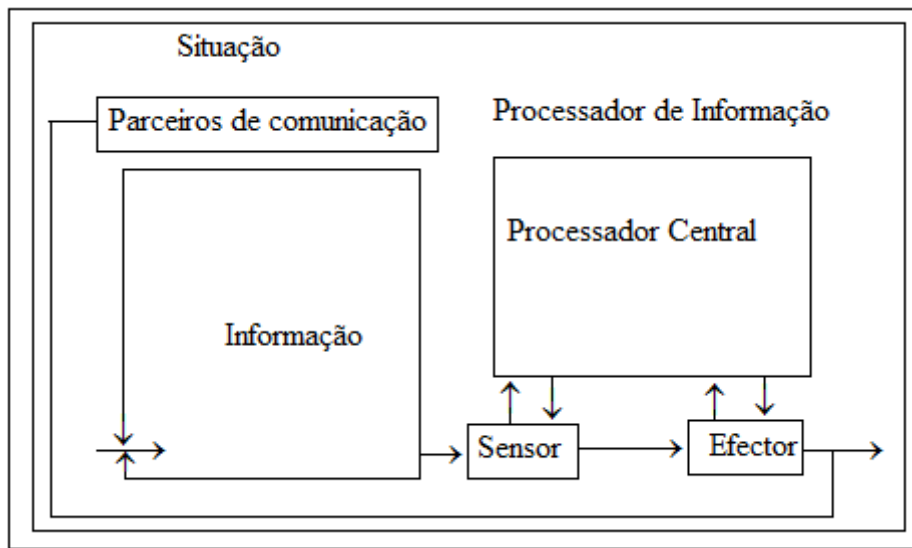 Situação
Parceiros de comunicação
Processador de Informação
Processador Central
Informação
Sensor
Efector